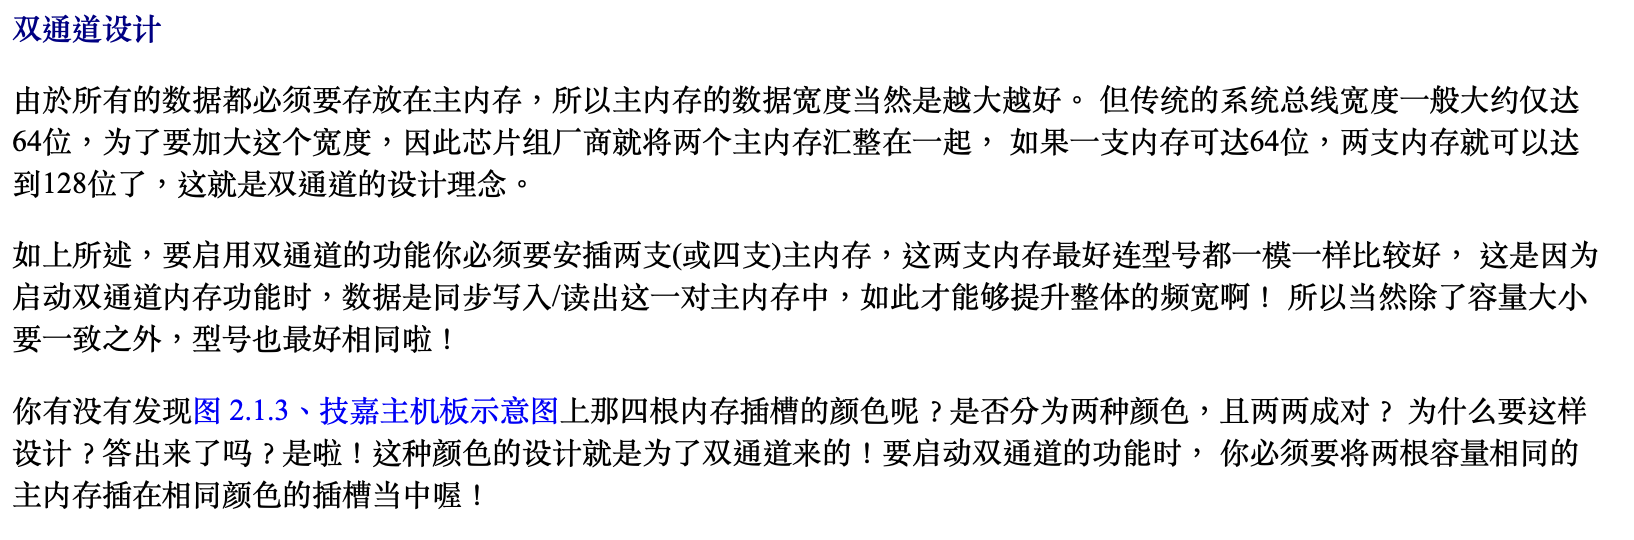 双通道设计
由於所有的数据都必须要存放在主内存，所以主内存的数据宽度当然是越大越好。 但传统的系统总线宽度一般大约仅达
64位，为了要加大这个宽度，因此芯片组厂商就将两个主内存汇整在一起， 如果一支内存可达64位，两支内存就可以达
到128位了，这就是双通道的设计理念。
如上所述，要启用双通道的功能你必须要安插两支(或四支)主内存，这两支内存最好连型号都一模一样比较好， 这是因为
启动双通道内存功能时，数据是同步写入/读出这一对主内存中，如此才能够提升整体的频宽啊！ 所以当然除了容量大小
要一致之外，型号也最好相同啦！
你有没有发现图 2.1.3、技嘉主机板示意图上那四根内存插槽的颜色呢？是否分为两种颜色，且两两成对？ 为什么要这样
设计？答出来了吗？是啦！这种颜色的设计就是为了双通道来的！要启动双通道的功能时， 你必须要将两根容量相同的
主内存插在相同颜色的插槽当中喔！